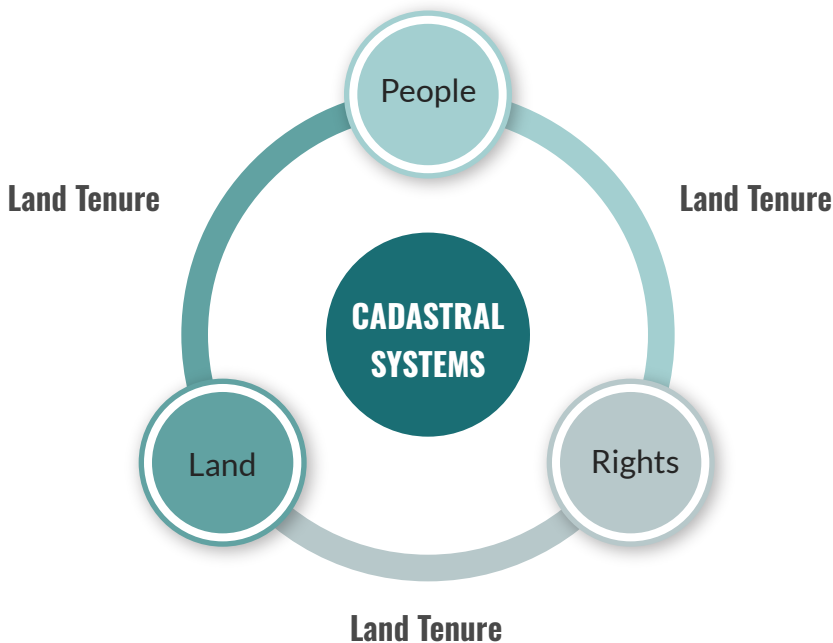 People
Land Tenure
Land Tenure
CADASTRAL
SYSTEMS
Land
Rights
Land Tenure